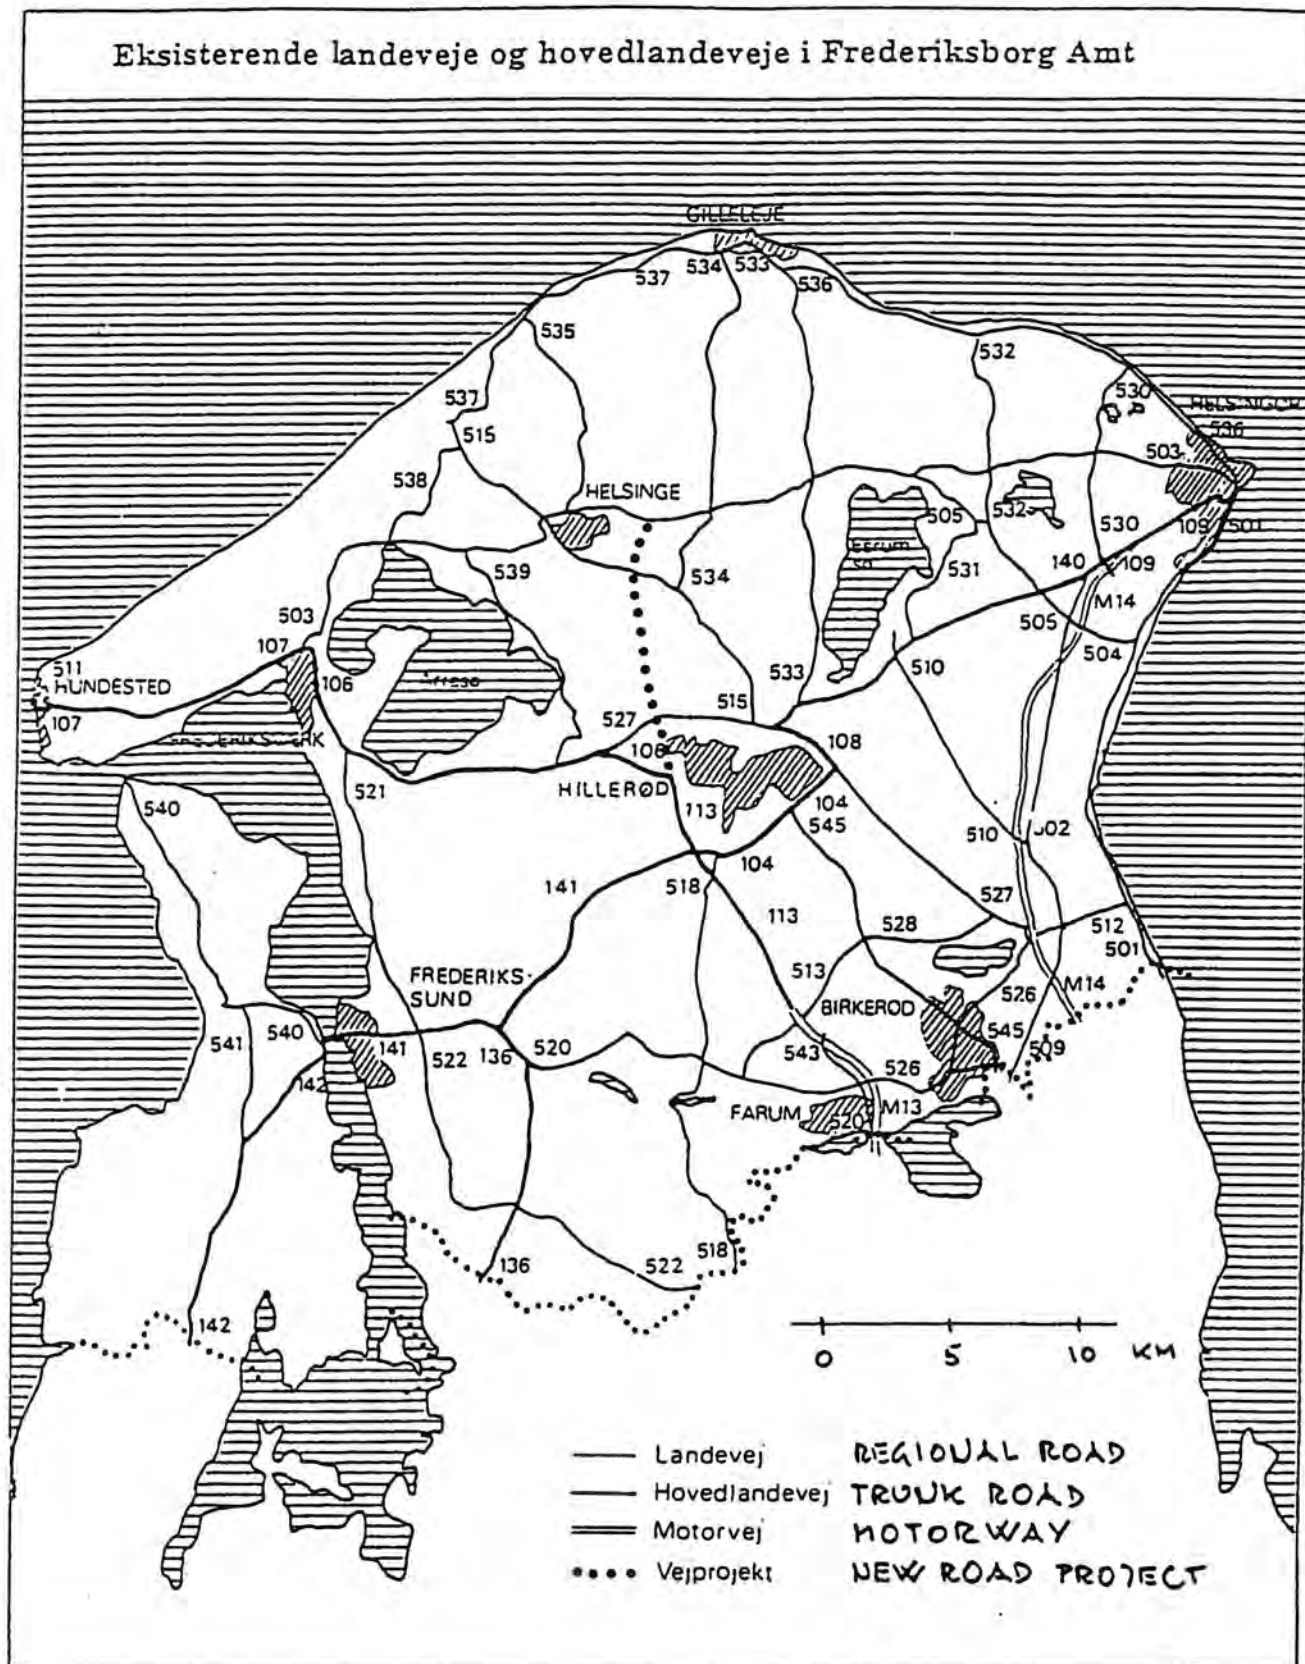 Eksisterende landeveje og hovedlandeveje i Frederiksborg Amt
GILLELEJE
534 533
537 536
535
532
530
537
HELSINGØR
536
515
503
538
HELSINGE
505 532 530 109 501
539 534 531 140 109
M14
503 505
107 533 510 504
511
HUNDESTED 106 Arresø
107 527 515
108
FREDERIKSVÆRK 106
521 HILLERØD
540 113 104
545 510 502
104
141 518 527
113 528 512
501
FREDERIKS-
SUND
513
BIRKERØD 526 M14
540
541 141 522 136 520 543 545
509
142 526
FARUM M13
520
518
136 522
142
0 5 10 KM
Landevej REGIONAL ROAD
Hovedlandevej TRUNK ROAD
Motorvej MOTORWAY
Vejprojekt NEW ROAD PROJECT